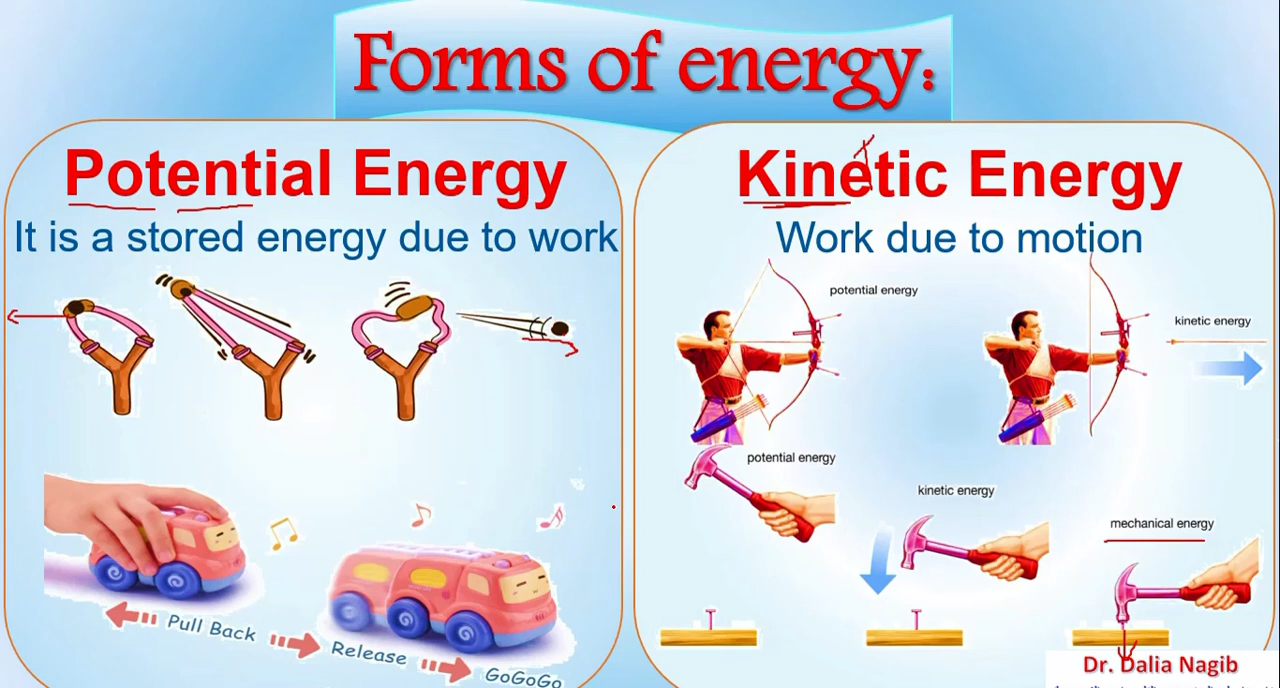 Forms of energy:
Potential Energy
It is a stored energy due to work
Pull Back
Release
GoGoGo
Kinetic Energy
Work due to motion
potential energy
kinetic energy
potential energy
kinetic energy
mechanical energy
Dr. Dalia Nagib